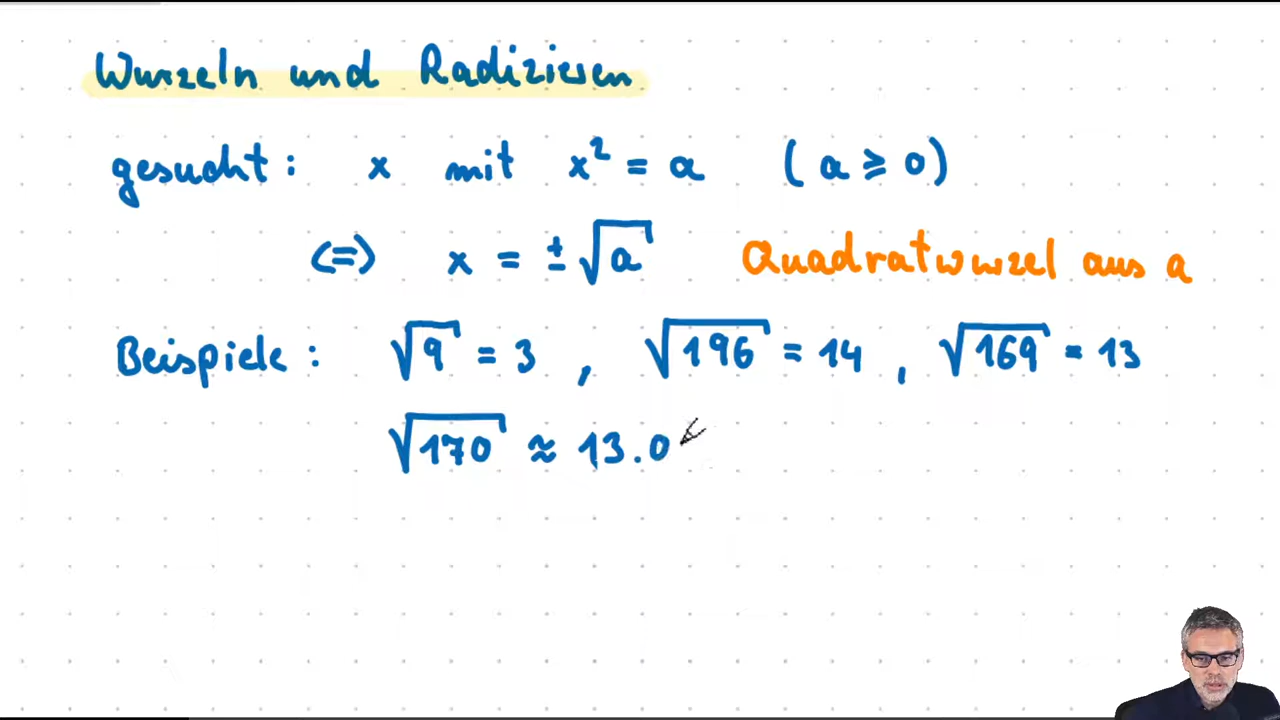 Wurzeln und Radizieren
gesucht: x mit x² = a (a ⩾ 0)
<=> x = ±√a Quadratwurzel aus a
Beispiele: √9 = 3, √196 = 14, √169 = 13
√170 ≈ 13.0